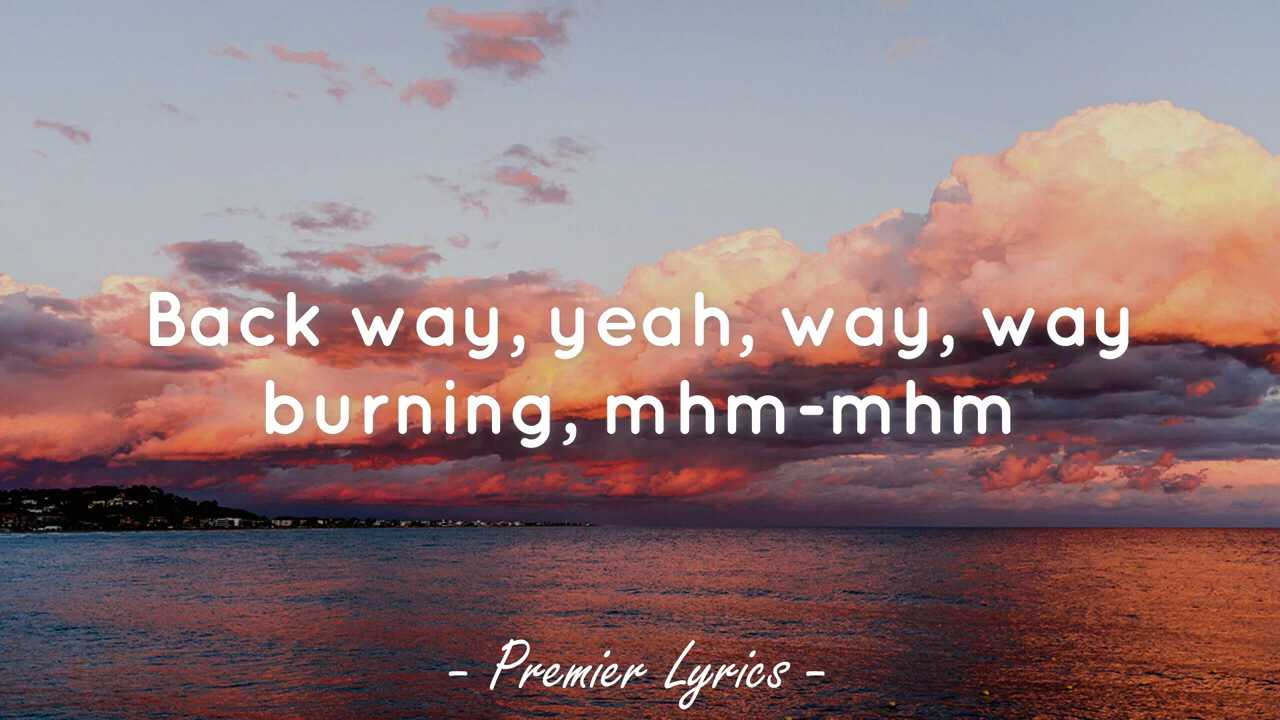 Back way, yeah, way, way
burning, mhm-mhm
- Premier Lyrics -